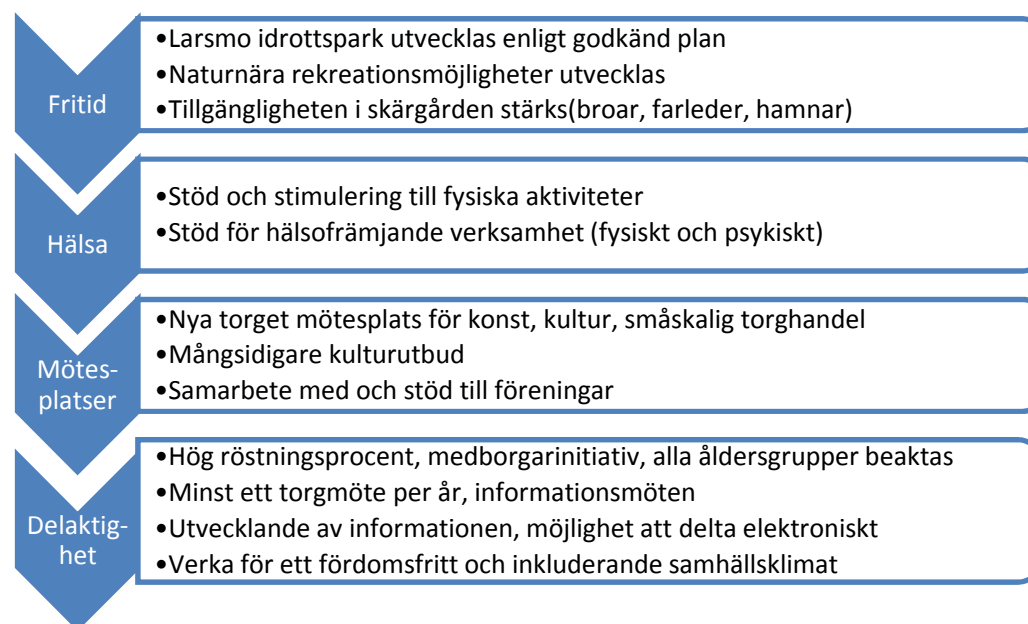 Fritid
•Larsmo idrottspark utvecklas enligt godkänd plan
•Naturnära rekreationsmöjligheter utvecklas
•Tillgängligheten i skärgården stärks(broar, farleder, hamnar)
Hälsa
•Stöd och stimulering till fysiska aktiviteter
•Stöd för hälsofrämjande verksamhet (fysiskt och psykiskt)
Mötes-
platser
•Nya torget mötesplats för konst, kultur, småskalig torghandel
•Mångsidigare kulturutbud
•Samarbete med och stöd till föreningar
Delaktig-
het
•Hög röstningsprocent, medborgarinitiativ, alla åldersgrupper beaktas
•Minst ett torgmöte per år, informationsmöten
•Utvecklande av informationen, möjlighet att delta elektroniskt
•Verka för ett fördomsfritt och inkluderande samhällsklimat